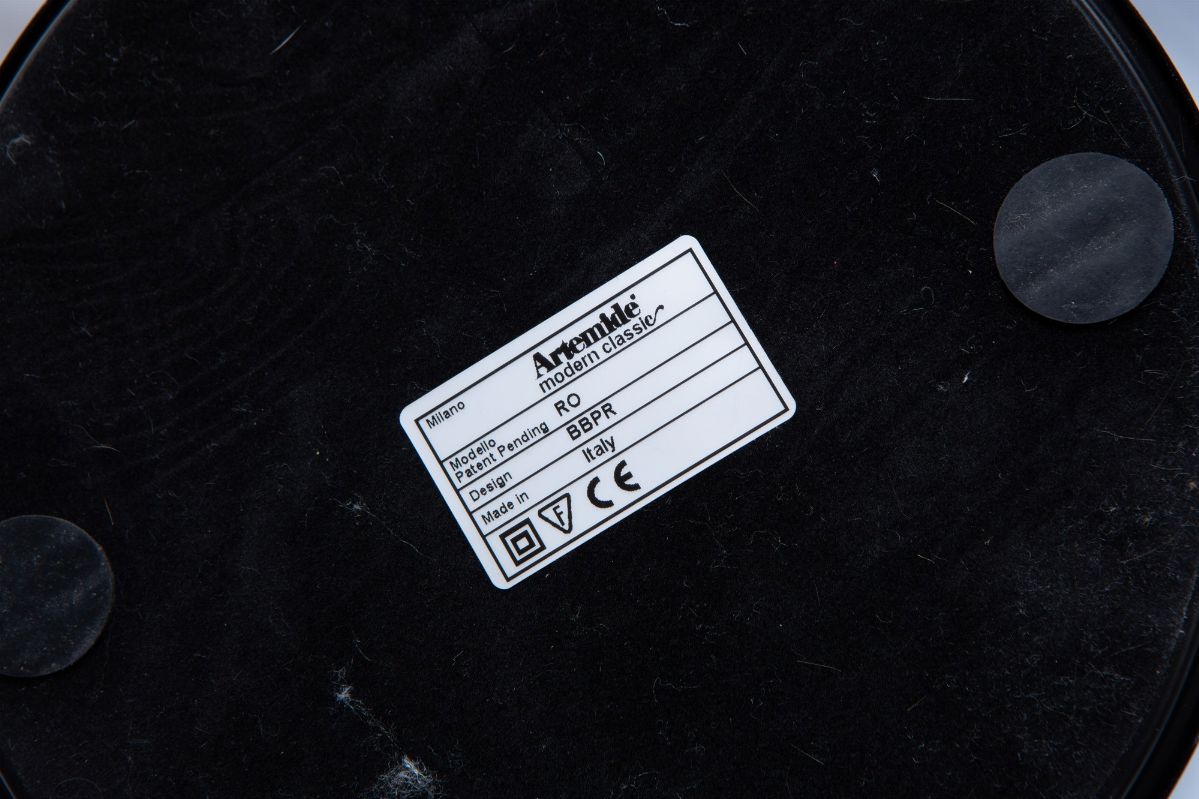 Milano Artemide
modern classic
Modello RO
Patent Pending
Design BBPR
Made in Italy
F CE